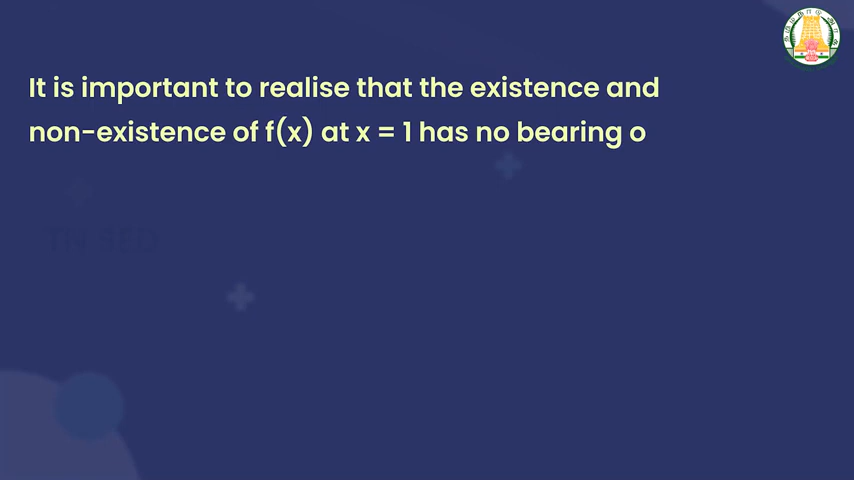 It is important to realise that the existence and
non-existence of f(x) at x = 1 has no bearing o